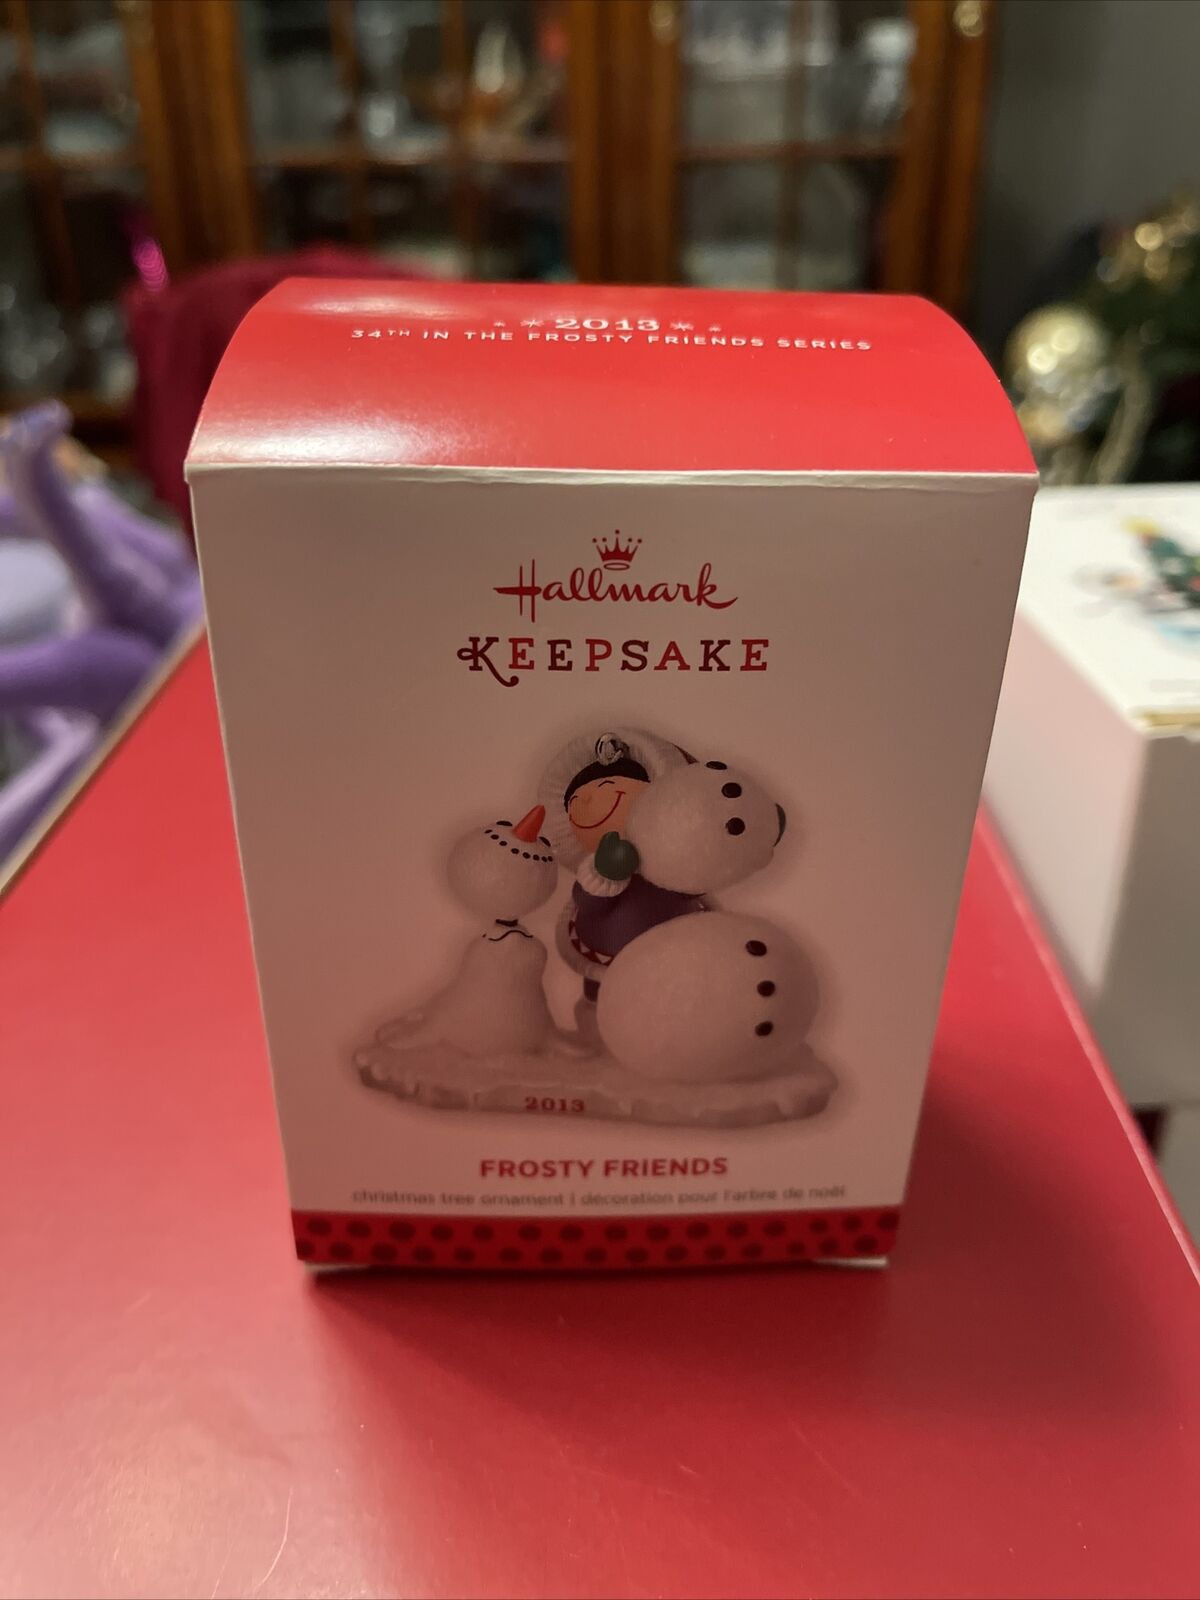 2013
34TH IN THE FROSTY FRIENDS SERIES
Hallmark
KEEPSAKE
2013
FROSTY FRIENDS
christmas tree ornament | décoration pour l'arbre de noël